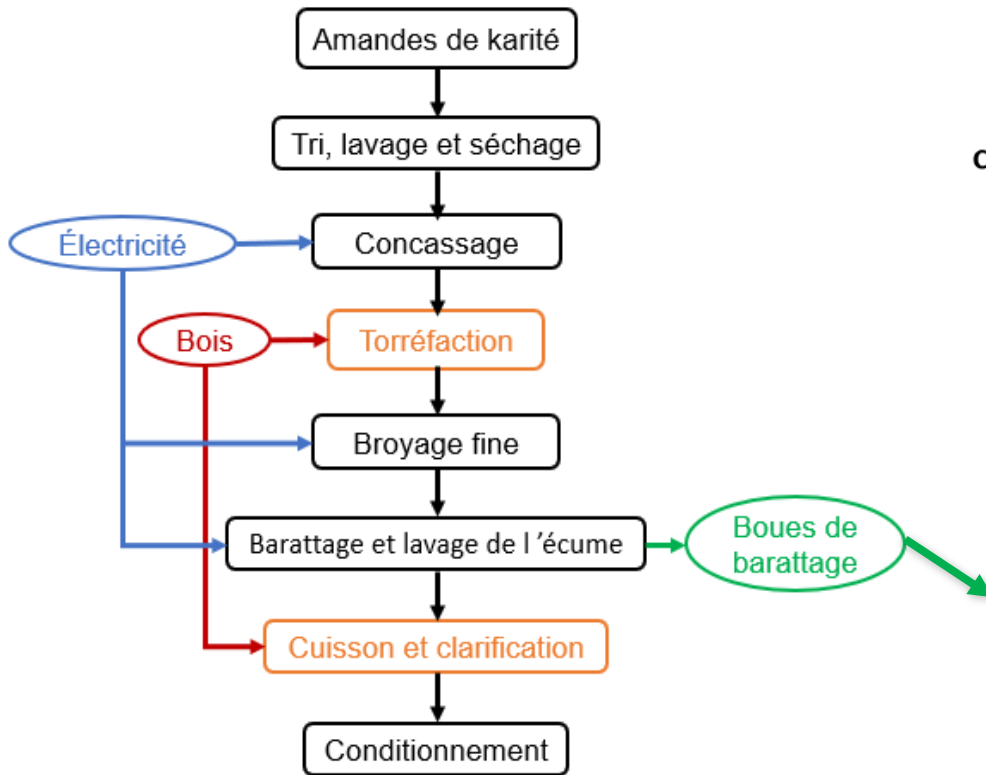 Amandes de karité
Tri, lavage et séchage
Électricité
Concassage
Bois
Torréfaction
Broyage fine
Barattage et lavage de l ’écume
Boues de
barattage
Cuisson et clarification
Conditionnement